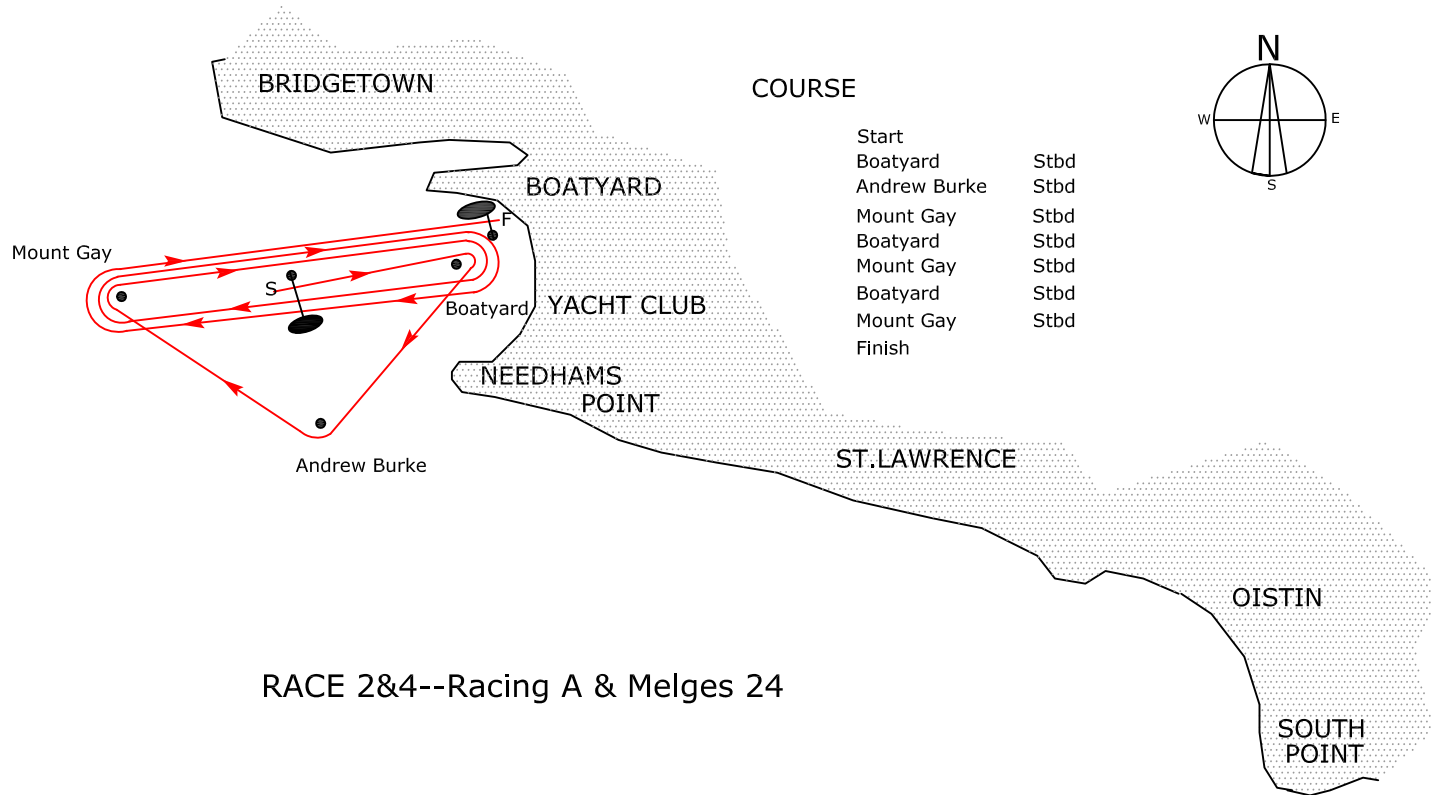 BRIDGETOWN
COURSE
N
W
E
S
Start
Boatyard Stbd
Andrew Burke Stbd
Mount Gay Stbd
Boatyard Stbd
Mount Gay Stbd
Boatyard Stbd
Mount Gay Stbd
Finish
BOATYARD
F
Mount Gay
S
Boatyard
YACHT CLUB
NEEDHAMS
POINT
Andrew Burke
ST.LAWRENCE
OISTIN
RACE 2&4--Racing A & Melges 24
SOUTH
POINT